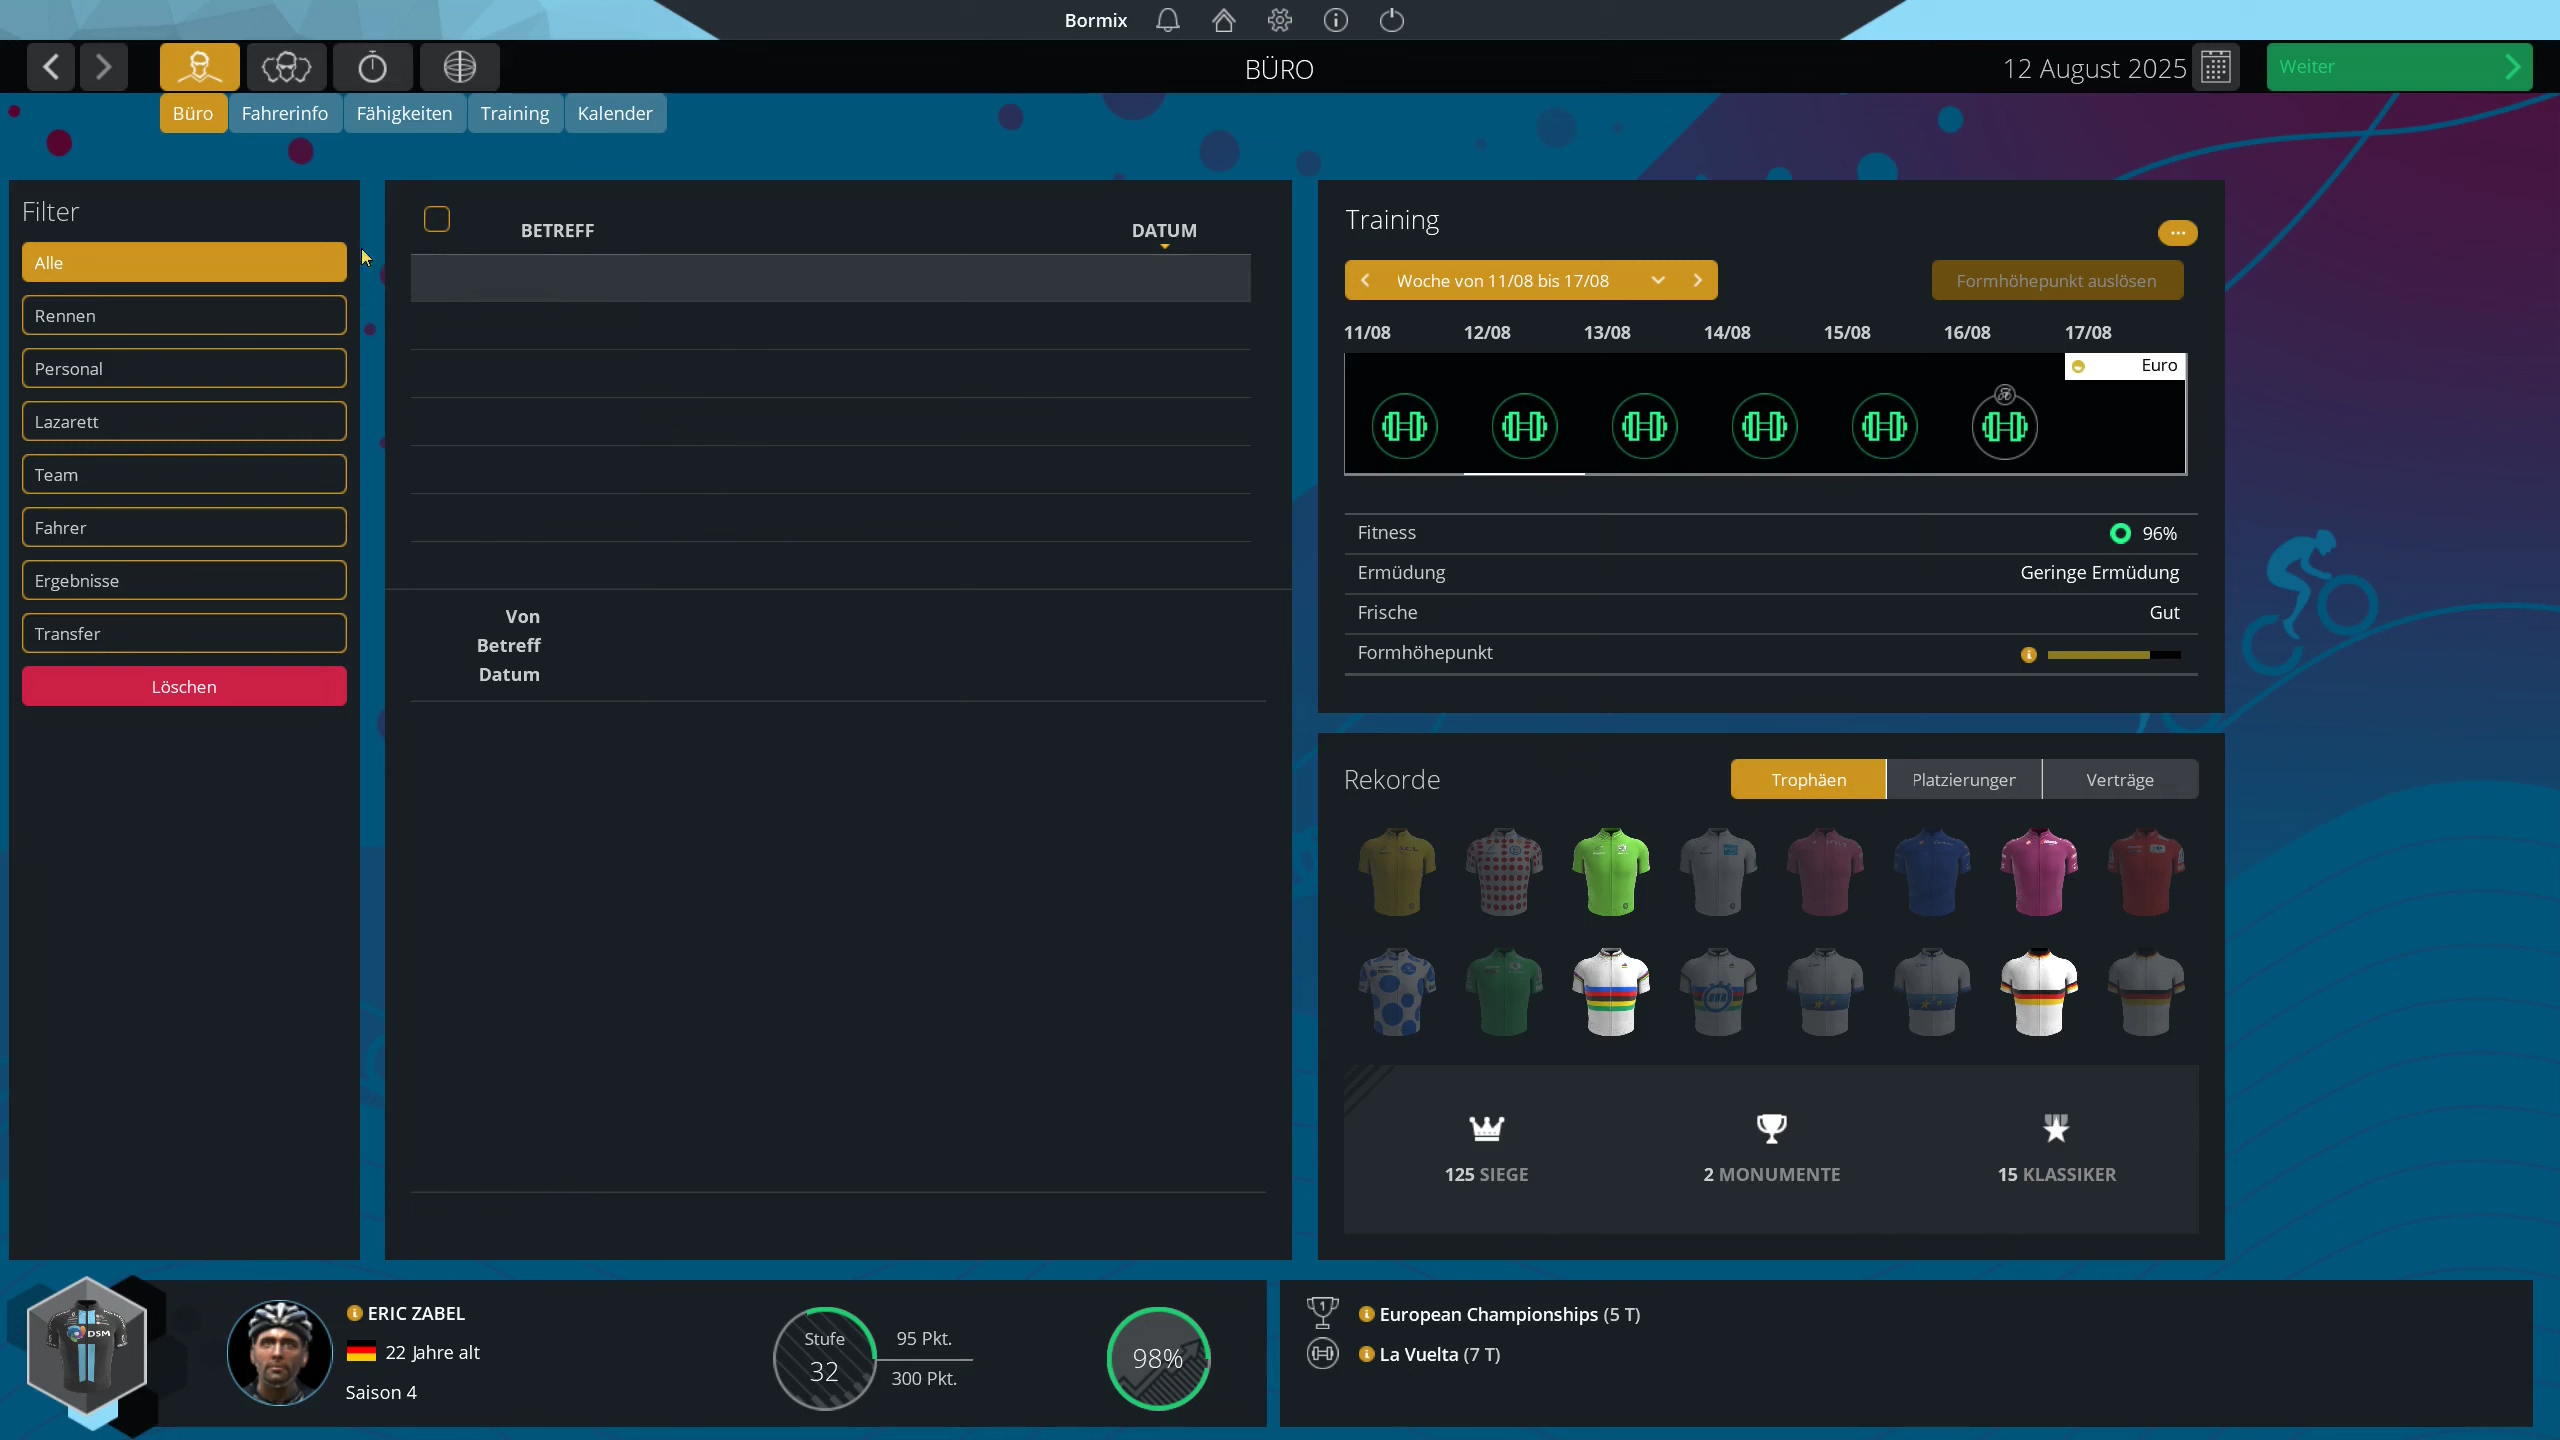 Bormix
BÜRO
12 August 2025
Weiter
Büro
Fahrerinfo
Fähigkeiten
Training
Kalender
Filter
Alle
Rennen
Personal
Lazarett
Team
Fahrer
Ergebnisse
Transfer
Löschen
BETREFF
DATUM
Von
Betreff
Datum
Training
...
Woche von 11/08 bis 17/08
Formhöhepunkt auslösen
11/08
12/08
13/08
14/08
15/08
16/08
17/08
Euro
Fitness
96%
Ermüdung
Geringe Ermüdung
Frische
Gut
Formhöhepunkt
Rekorde
Trophäen
Platzierunger
Verträge
125 SIEGE
2 MONUMENTE
15 KLASSIKER
DSM
ERIC ZABEL
22 Jahre alt
Saison 4
Stufe
32
95 Pkt.
300 Pkt.
98%
1
European Championships (5 T)
La Vuelta (7 T)